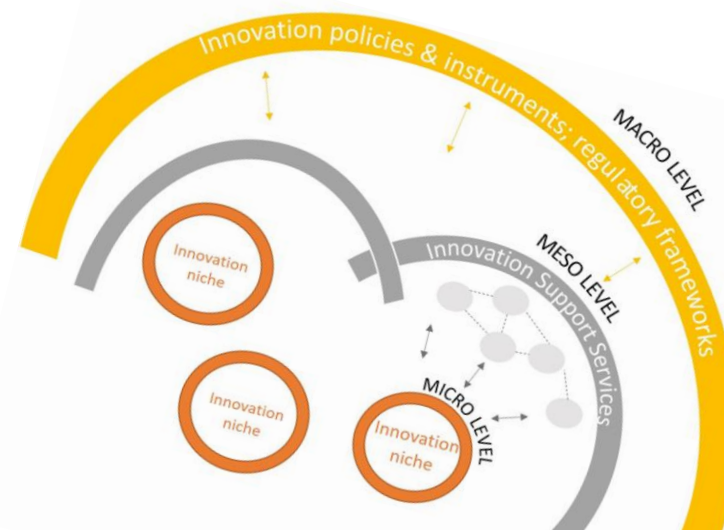 Innovation policies & instruments; regulatory frameworks
MACRO LEVEL
MESO LEVEL
Innovation Support Services
Innovation
niche
Innovation
niche
MICRO LEVEL
Innovation
niche